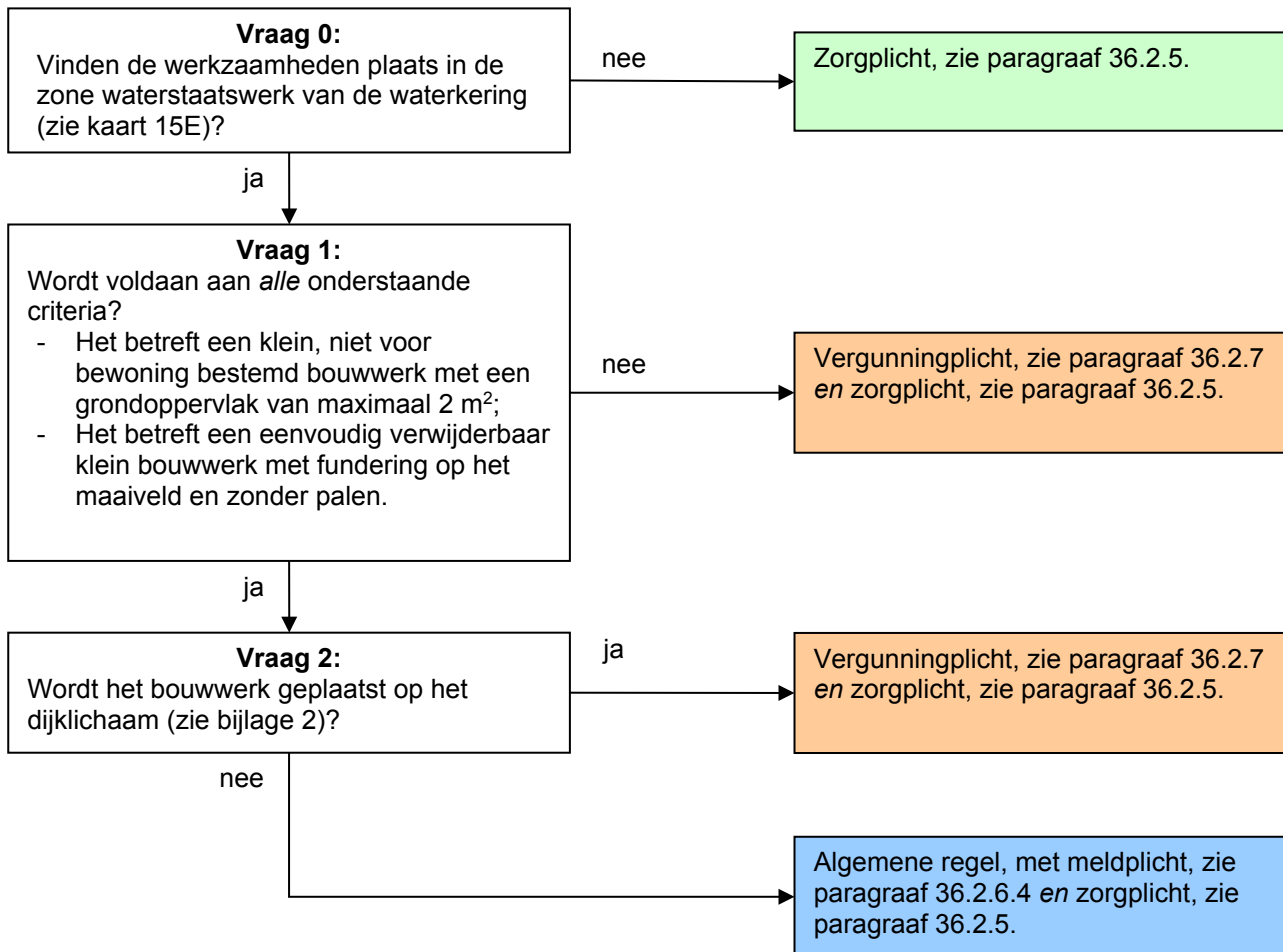 Vraag 0:
Vinden de werkzaamheden plaats in de
zone waterstaatswerk van de waterkering
(zie kaart 15E)?
nee
Zorgplicht, zie paragraaf 36.2.5.
ja
Vraag 1:
Wordt voldaan aan alle onderstaande
criteria?
- Het betreft een klein, niet voor
bewoning bestemd bouwwerk met een
grondoppervlak van maximaal 2 m²;
- Het betreft een eenvoudig verwijderbaar
klein bouwwerk met fundering op het
maaiveld en zonder palen.
nee
Vergunningplicht, zie paragraaf 36.2.7
en zorgplicht, zie paragraaf 36.2.5.
ja
Vraag 2:
Wordt het bouwwerk geplaatst op het
dijklichaam (zie bijlage 2)?
ja
Vergunningplicht, zie paragraaf 36.2.7
en zorgplicht, zie paragraaf 36.2.5.
nee
Algemene regel, met meldplicht, zie
paragraaf 36.2.6.4 en zorgplicht, zie
paragraaf 36.2.5.